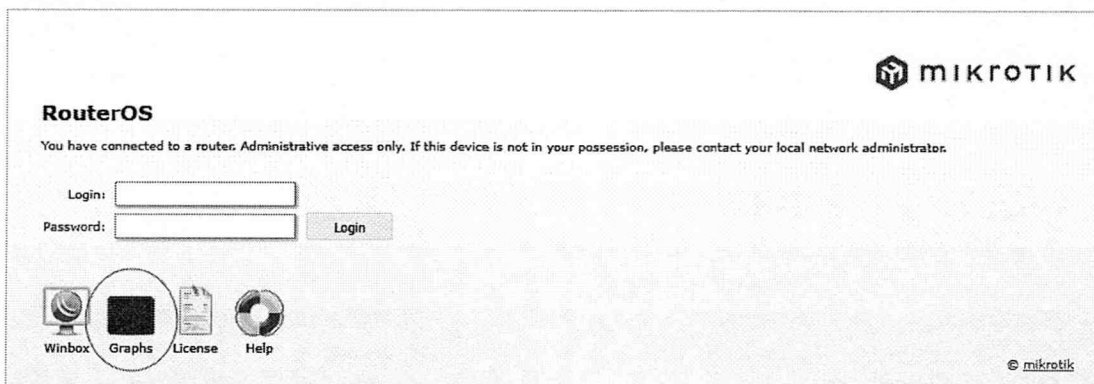 mikrotik
RouterOS
You have connected to a router. Administrative access only. If this device is not in your possession, please contact your local network administrator.
Login:
Password: Login
Winbox Graphs License Help
© mikrotik